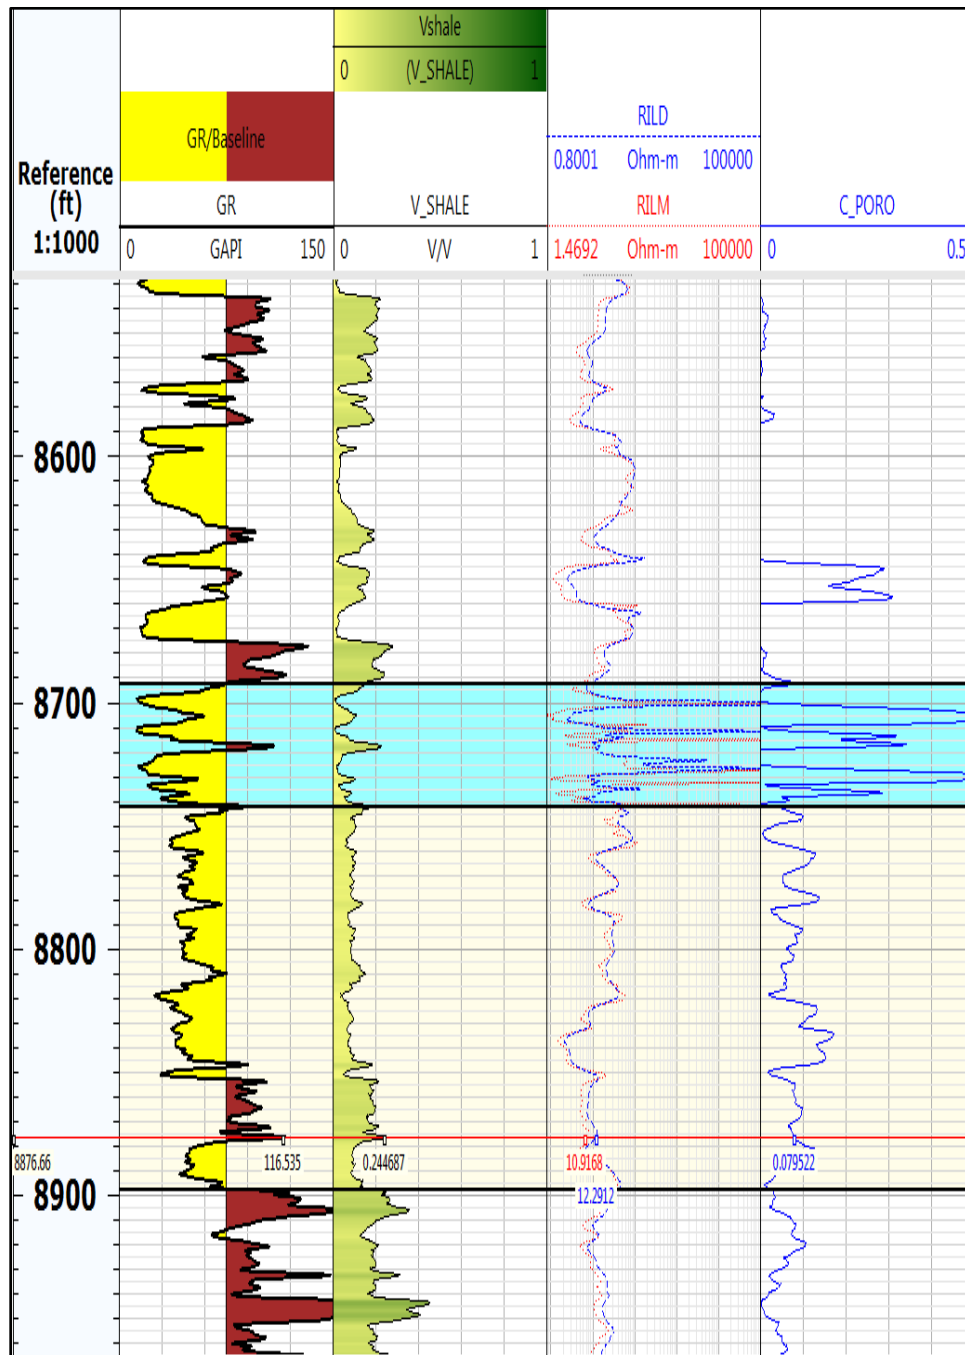 Vshale
0 (V_SHALE) 1
GR/Baseline
RILD
0.8001 Ohm-m 100000
Reference
(ft)
1:1000
GR
V_SHALE
RILM
C_PORO
0 GAPI 150
0 V/V 1
1.4692 Ohm-m 100000
0 0.5
8600
8700
8800
8876.66
116.535
0.244687
10.9168
0.079522
8900
12.2912